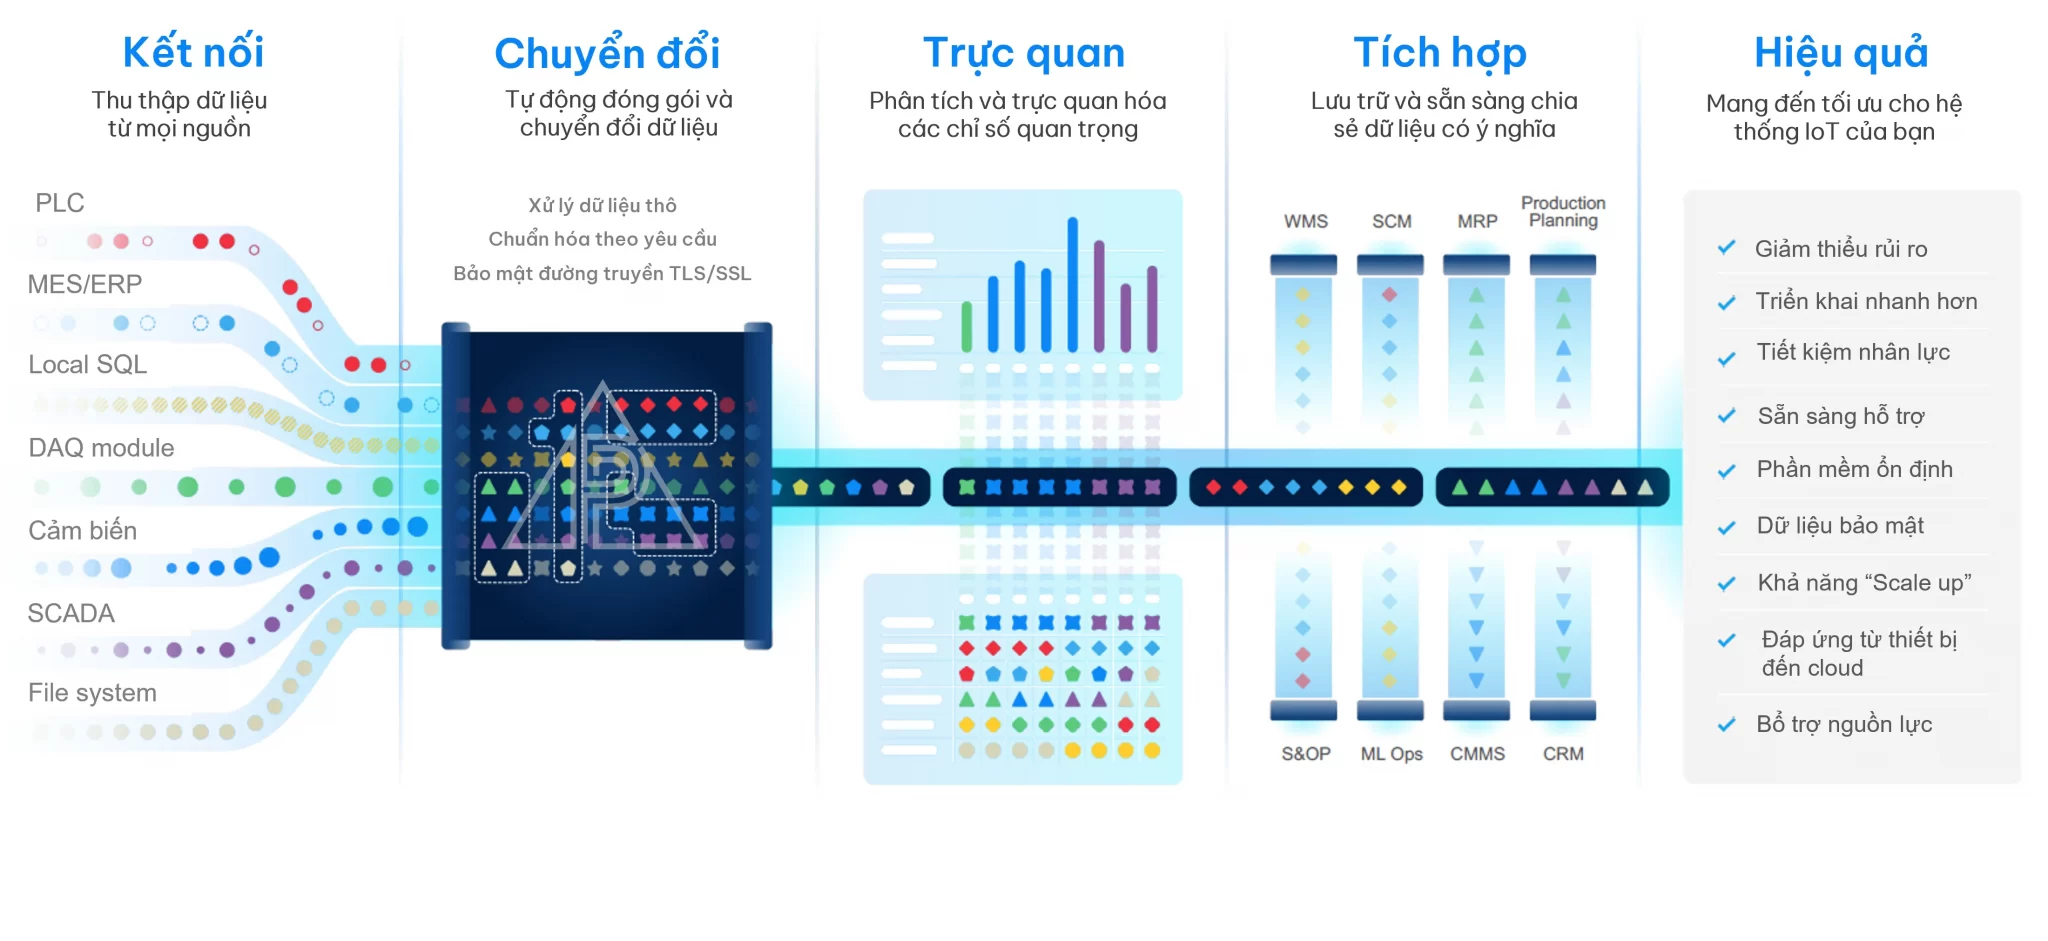 Kết nối
Thu thập dữ liệu
từ mọi nguồn
PLC
MES/ERP
Local SQL
DAQ module
Cảm biến
SCADA
File system
Chuyển đổi
Tự động đóng gói và
chuyển đổi dữ liệu
Xử lý dữ liệu thô
Chuẩn hóa theo yêu cầu
Bảo mật đường truyền TLS/SSL
Trực quan
Phân tích và trực quan hóa
các chỉ số quan trọng
Tích hợp
Lưu trữ và sẵn sàng chia
sẻ dữ liệu có ý nghĩa
WMS
SCM
MRP
Production
Planning
S&OP
ML Ops
CMMS
CRM
Hiệu quả
Mang đến tối ưu cho hệ
thống IoT của bạn
Giảm thiểu rủi ro
Triển khai nhanh hơn
Tiết kiệm nhân lực
Sẵn sàng hỗ trợ
Phần mềm ổn định
Dữ liệu bảo mật
Khả năng “Scale up”
Đáp ứng từ thiết bị
đến cloud
Bổ trợ nguồn lực